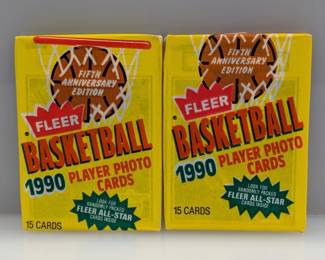 FIFTH
ANNIVERSARY
EDITION
FLEER
BASKETBALL
1990 PLAYER PHOTO
CARDS
LOOK FOR
RANDOMLY PACKED
FLEER ALL-STAR
CARDS INSIDE
15 CARDS
FIFTH
ANNIVERSARY
EDITION
FLEER
BASKETBALL
1990 PLAYER PHOTO
CARDS
LOOK FOR
RANDOMLY PACKED
FLEER ALL-STAR
CARDS INSIDE
15 CARDS